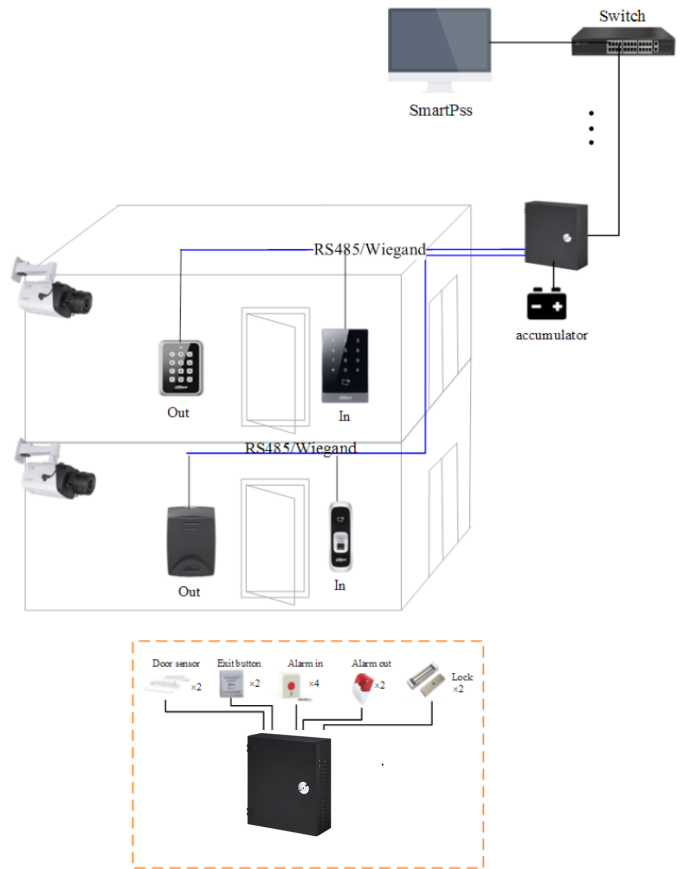 Switch
SmartPss
RS485/Wiegand
accumulator
Out
In
RS485/Wiegand
Out
In
Door sensor
Exit button
Alarm in
Alarm out
Lock
×2
×2
×4
×2
×2